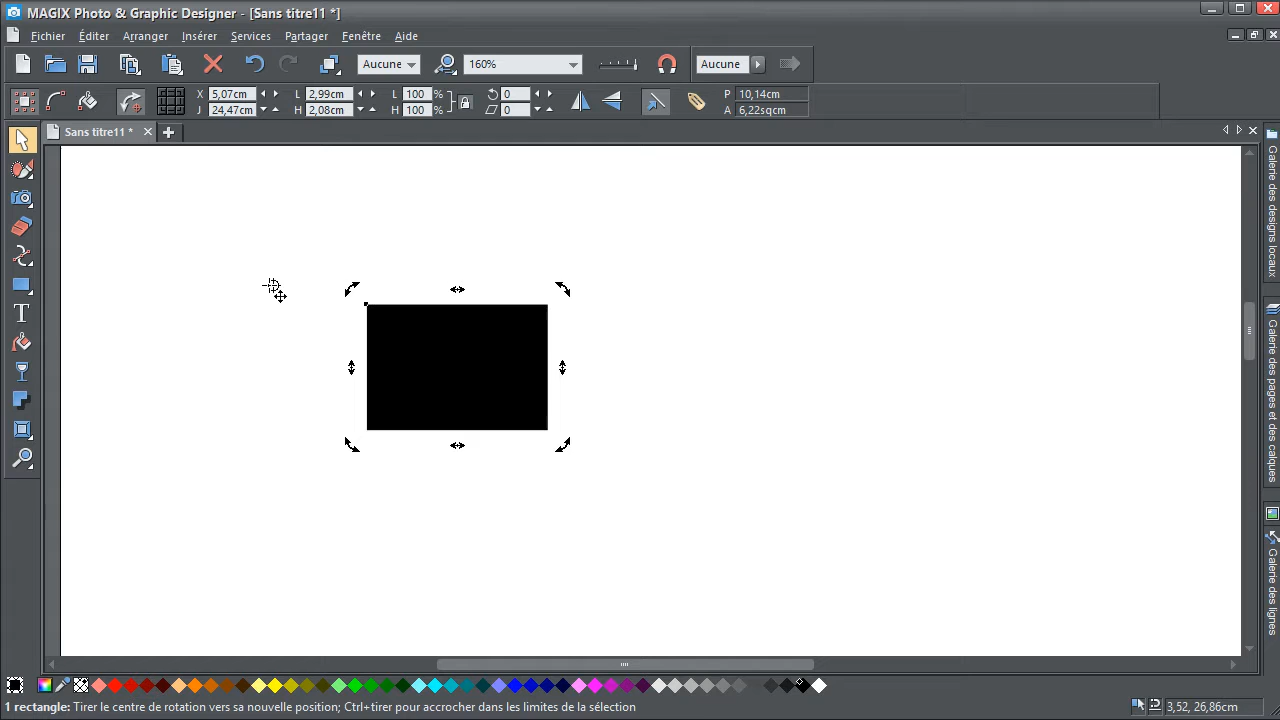 MAGIX Photo & Graphic Designer - [Sans titre11 *]
Fichier Éditer Arranger Insérer Services Partager Fenêtre Aide
Aucune 160% Aucune
X 5,07cm L 2,99cm L 100 % 0 P 10,14cm
J 24,47cm H 2,08cm H 100 % 0 A 6,22sqcm
Sans titre11 *
Galerie des designs locaux
Galerie des pages et des calques
Galerie des lignes
1 rectangle: Tirer le centre de rotation vers sa nouvelle position; Ctrl+tirer pour accrocher dans les limites de la sélection 3,52, 26,86cm